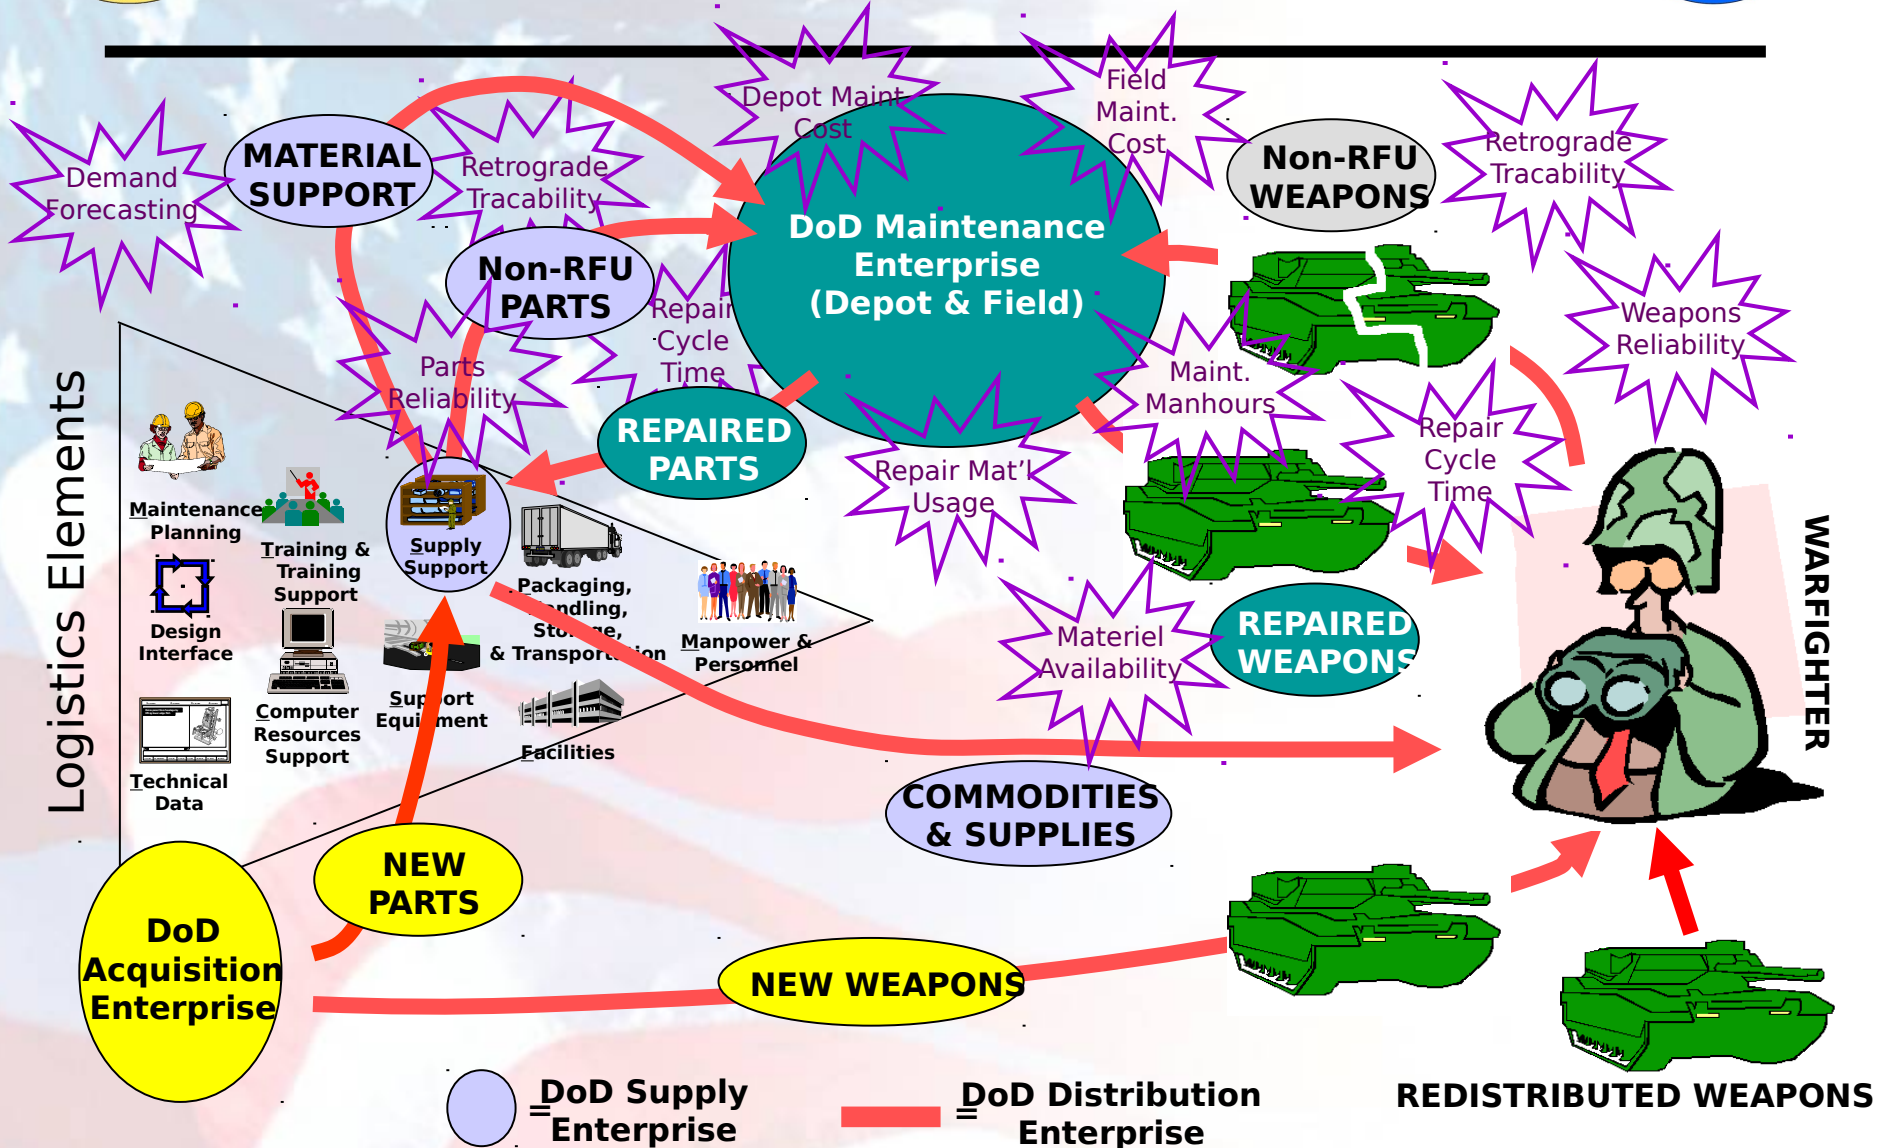 Depot Maint
Cost
Field
Maint.
Cost
Demand
Forecasting
MATERIAL
SUPPORT
Retrograde
Tracability
Non-RFU
WEAPONS
Retrograde
Tracability
DoD Maintenance
Enterprise
(Depot & Field)
Non-RFU
PARTS
Repair
Cycle
Time
Weapons
Reliability
Parts
Reliability
Maint.
Manhours
REPAIRED
PARTS
Repair Mat’l
Usage
Repair
Cycle
Time
Logistics Elements
Maintenance
Planning
Training &
Training
Support
Supply
Support
Packaging,
Handling,
Storage,
& Transportation
Manpower &
Personnel
Design
Interface
Computer
Resources
Support
Support
Equipment
Facilities
Technical
Data
Materiel
Availability
REPAIRED
WEAPONS
WARFIGHTER
COMMODITIES
& SUPPLIES
NEW
PARTS
DoD
Acquisition
Enterprise
NEW WEAPONS
REDISTRIBUTED WEAPONS
=DoD Supply
Enterprise
=DoD Distribution
Enterprise